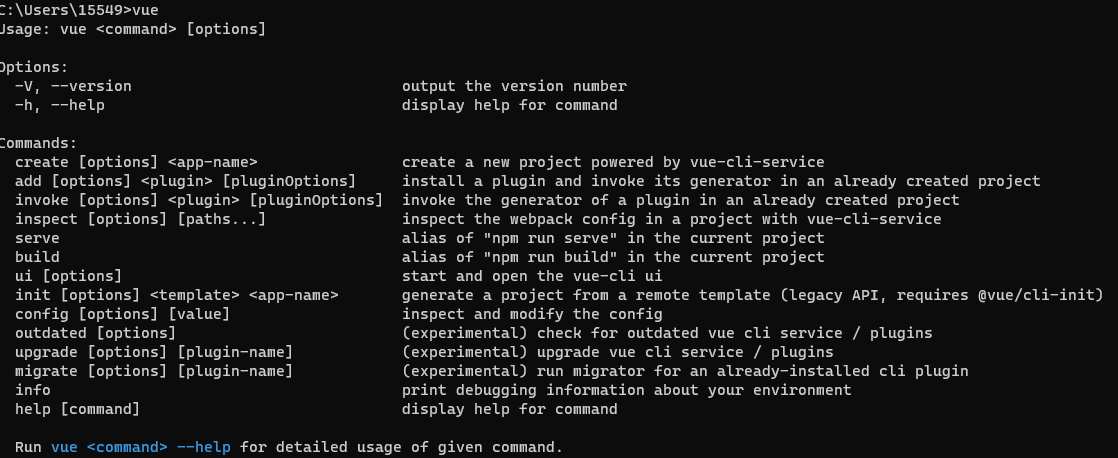 C:\Users\15549>vue
Usage: vue <command> [options]

Options:
  -V, --version                              output the version number
  -h, --help                                 display help for command

Commands:
  create [options] <app-name>                create a new project powered by vue-cli-service
  add [options] <plugin> [pluginOptions]     install a plugin and invoke its generator in an already created project
  invoke [options] <plugin> [pluginOptions]  invoke the generator of a plugin in an already created project
  inspect [options] [paths...]               inspect the webpack config in a project with vue-cli-service
  serve                                      alias of "npm run serve" in the current project
  build                                      alias of "npm run build" in the current project
  ui [options]                               start and open the vue-cli ui
  init [options] <template> <app-name>       generate a project from a remote template (legacy API, requires @vue/cli-init)
  config [options] [value]                   inspect and modify the config
  outdated [options]                         (experimental) check for outdated vue cli service / plugins
  upgrade [options] [plugin-name]            (experimental) upgrade vue cli service / plugins
  migrate [options] [plugin-name]            (experimental) run migrator for an already-installed cli plugin
  info                                       print debugging information about your environment
  help [command]                             display help for command

  Run vue <command> --help for detailed usage of given command.